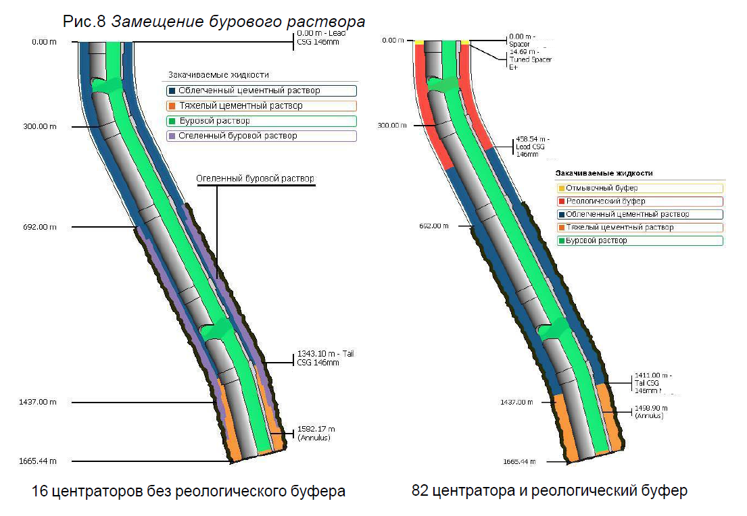 Рис.8 Замещение бурового раствора
0.00 m
0.00 m - Lead
CSG 146mm
Закачиваемые жидкости
Облегченный цементный раствор
Тяжелый цементный раствор
Буровой раствор
Огеленный буровой раствор
300.00 m
Огеленный буровой раствор
692.00 m
1343.10 m - Tail
CSG 146mm
1437.00 m
1582.17 m
(Annulus)
1665.44 m
16 центраторов без реологического буфера
0.00 m
0.00 m -
Spacer
14.69 m -
Tuned Spacer
E+
300.00 m
458.54 m -
Lead CSG
146mm
Закачиваемые жидкости
Отмывочный буфер
Реологический буфер
Облегченный цементный раствор
Тяжелый цементный раствор
Буровой раствор
692.00 m
1411.00 m -
Tail CSG
146mm
1437.00 m
1498.90 m
(Annulus)
1665.44 m
82 центратора и реологический буфер